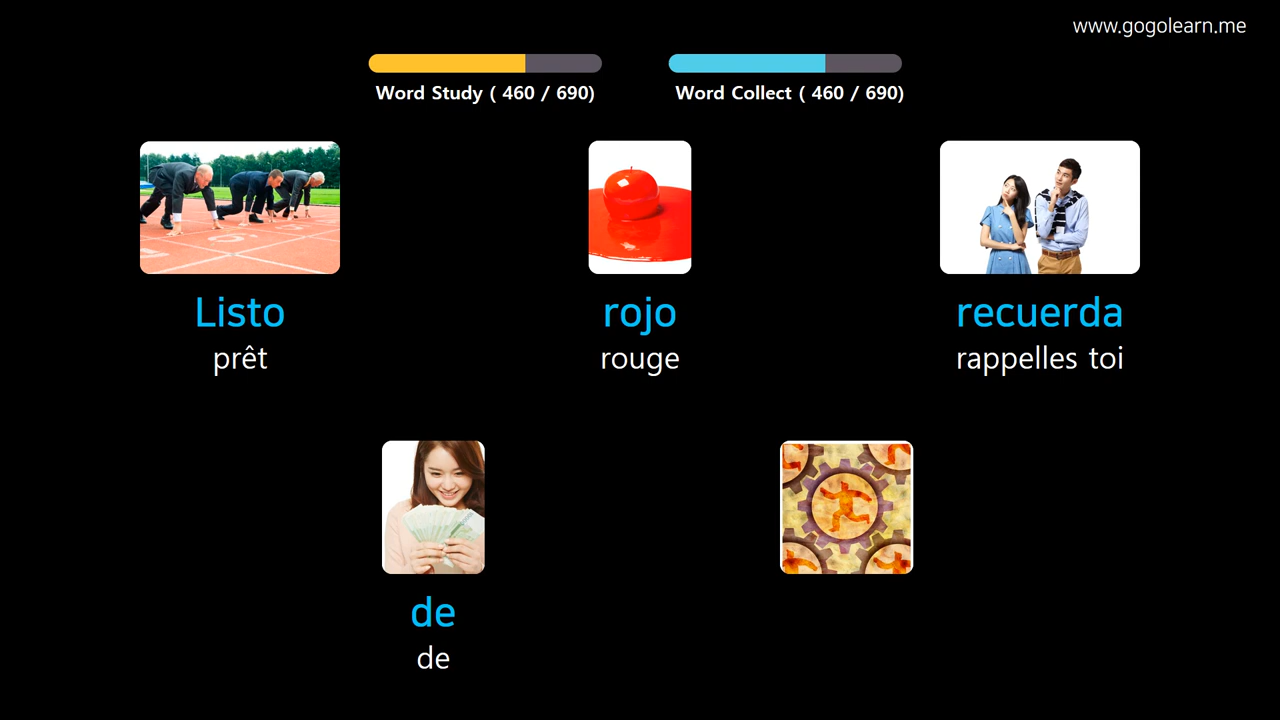 www.gogolearn.me
Word Study ( 460 / 690)
Word Collect ( 460 / 690)
Listo
prêt
rojo
rouge
recuerda
rappelles toi
de
de